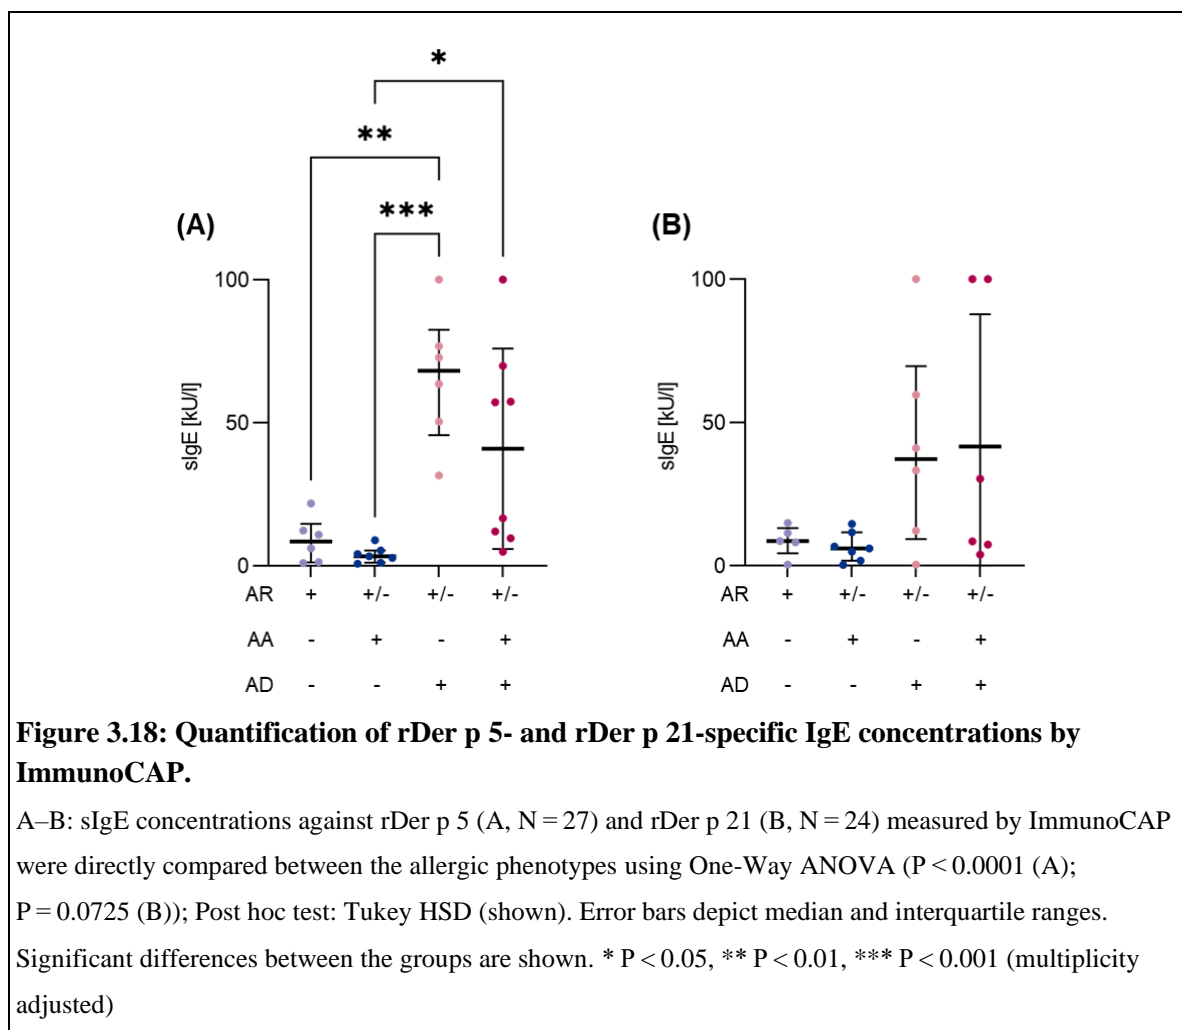 *
**
***
(A)
(B)
100
50
0
sIgE [kU/l]
100
50
0
sIgE [kU/l]
AR + +/- +/- +/- AR + +/- +/- +/-
AA - + - + AA - + - +
AD - - + + AD - - + +
Figure 3.18: Quantification of rDer p 5- and rDer p 21-specific IgE concentrations by
ImmunoCAP.
A–B: sIgE concentrations against rDer p 5 (A, N = 27) and rDer p 21 (B, N = 24) measured by ImmunoCAP
were directly compared between the allergic phenotypes using One-Way ANOVA (P < 0.0001 (A);
P = 0.0725 (B)); Post hoc test: Tukey HSD (shown). Error bars depict median and interquartile ranges.
Significant differences between the groups are shown. * P < 0.05, ** P < 0.01, *** P < 0.001 (multiplicity
adjusted)